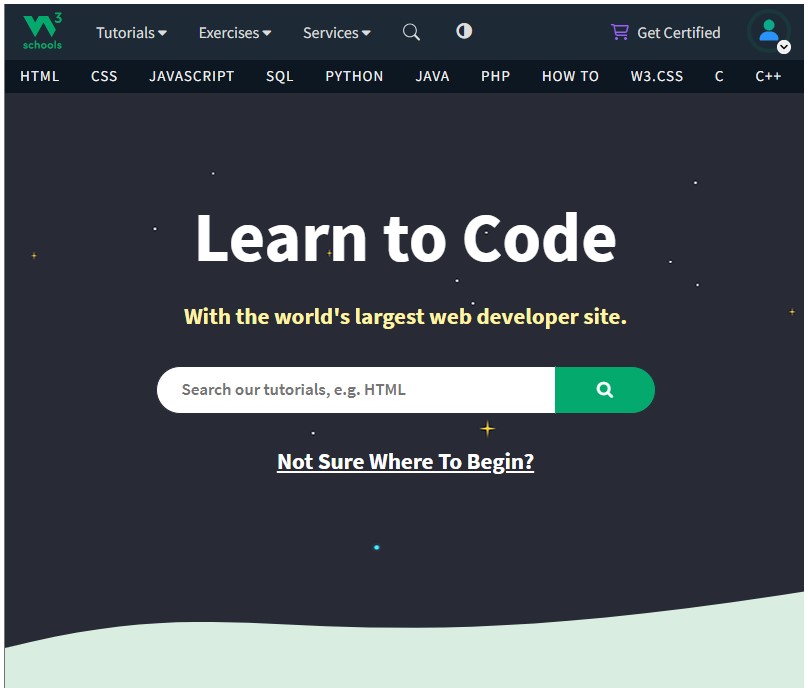 W3 schools
Tutorials Exercises Services Get Certified
HTML CSS JAVASCRIPT SQL PYTHON JAVA PHP HOW TO W3.CSS C C++
Learn to Code
With the world's largest web developer site.
Search our tutorials, e.g. HTML
Not Sure Where To Begin?